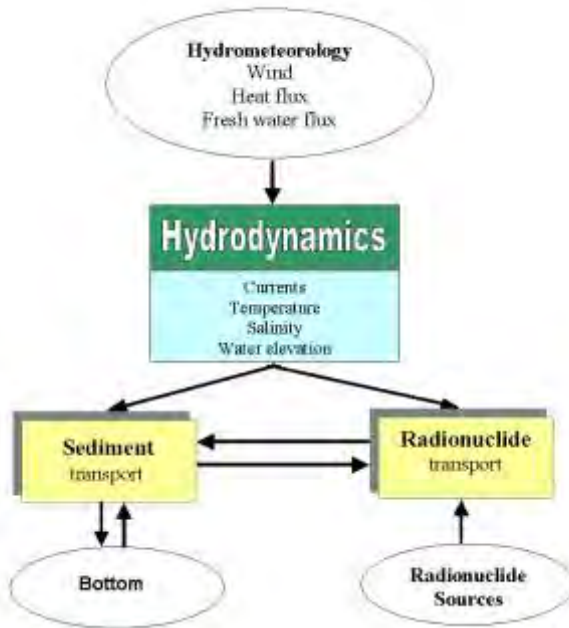 Hydrometeorology
Wind
Heat flux
Fresh water flux
Hydrodynamics
Currents
Temperature
Salinity
Water elevation
Sediment
transport
Radionuclide
transport
Bottom
Radionuclide
Sources